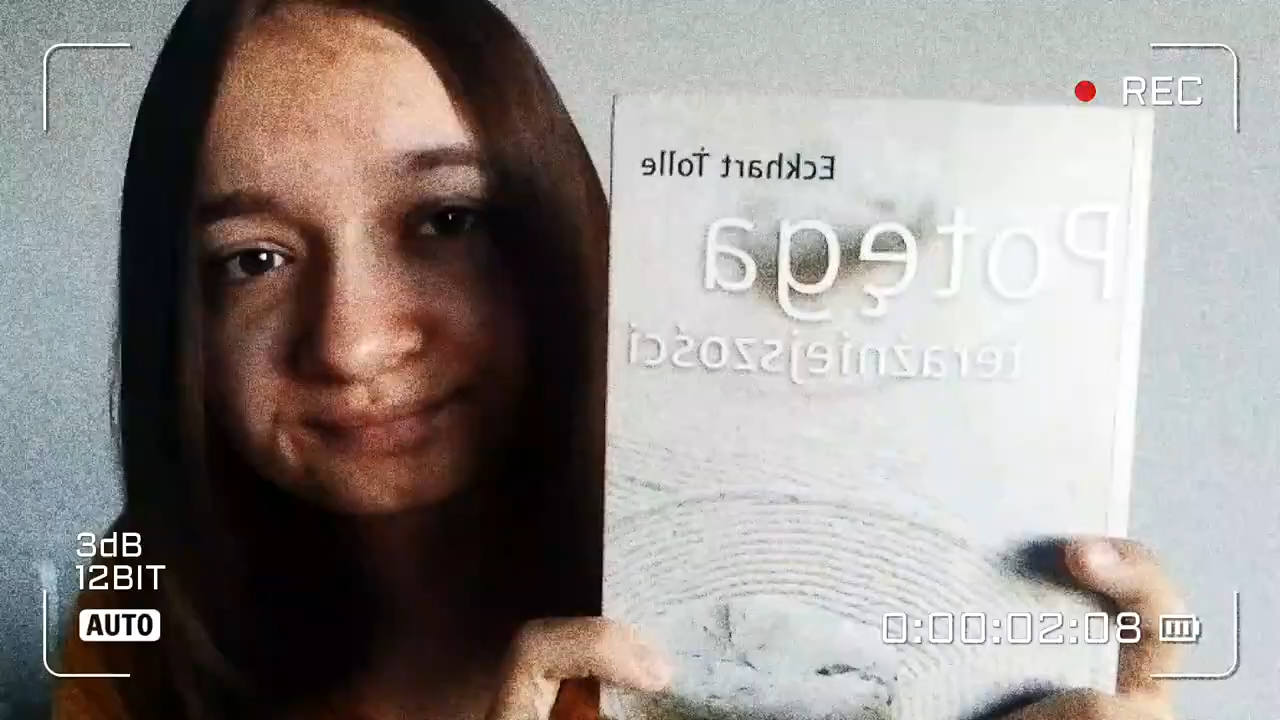 REC
Eckhart Tolle
Potęga
teraźniejszości
3dB
12BIT
AUTO
0:00:02:08